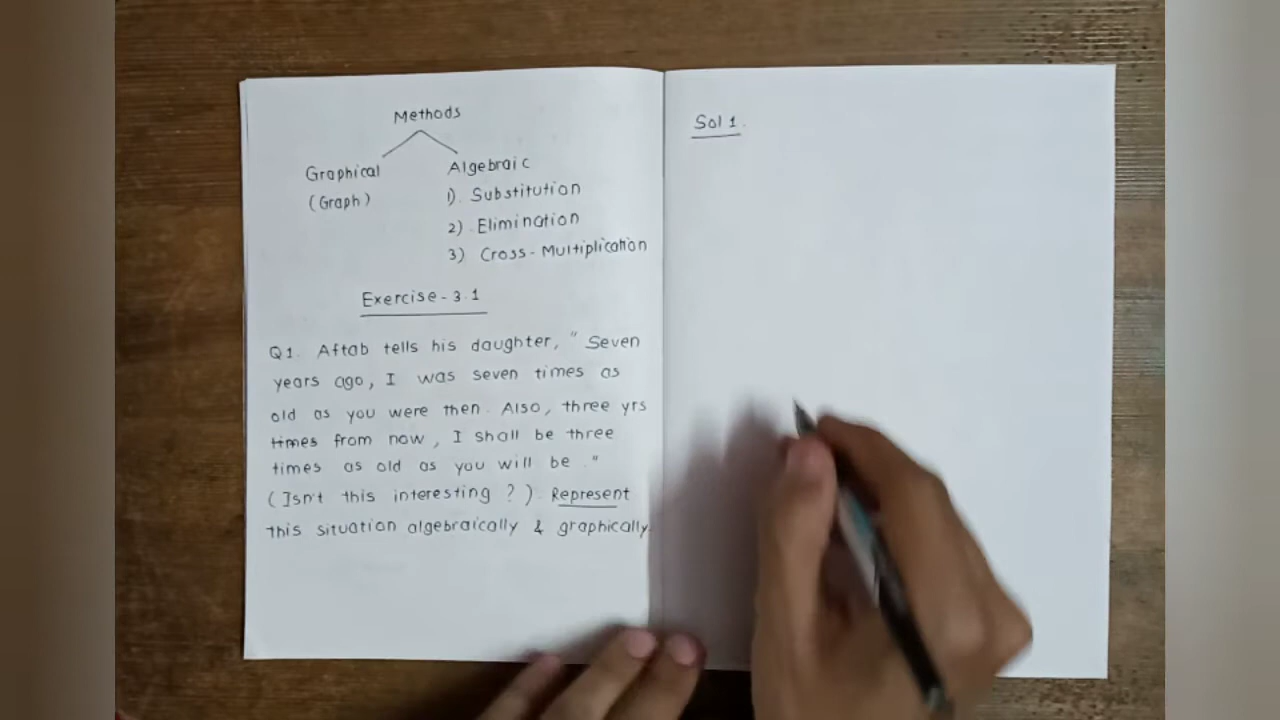 Methods
Graphical
(Graph)
Algebraic
1). Substitution
2) . Elimination
3) Cross - Multiplication
Exercise - 3.1
Q1. Aftab tells his daughter, " Seven
years ago, I was seven times as
old as you were then. Also, three yrs
times from now, I shall be three
times as old as you will be ."
(Isn't this interesting ?). Represent
this situation algebraically & graphically.
Sol 1.